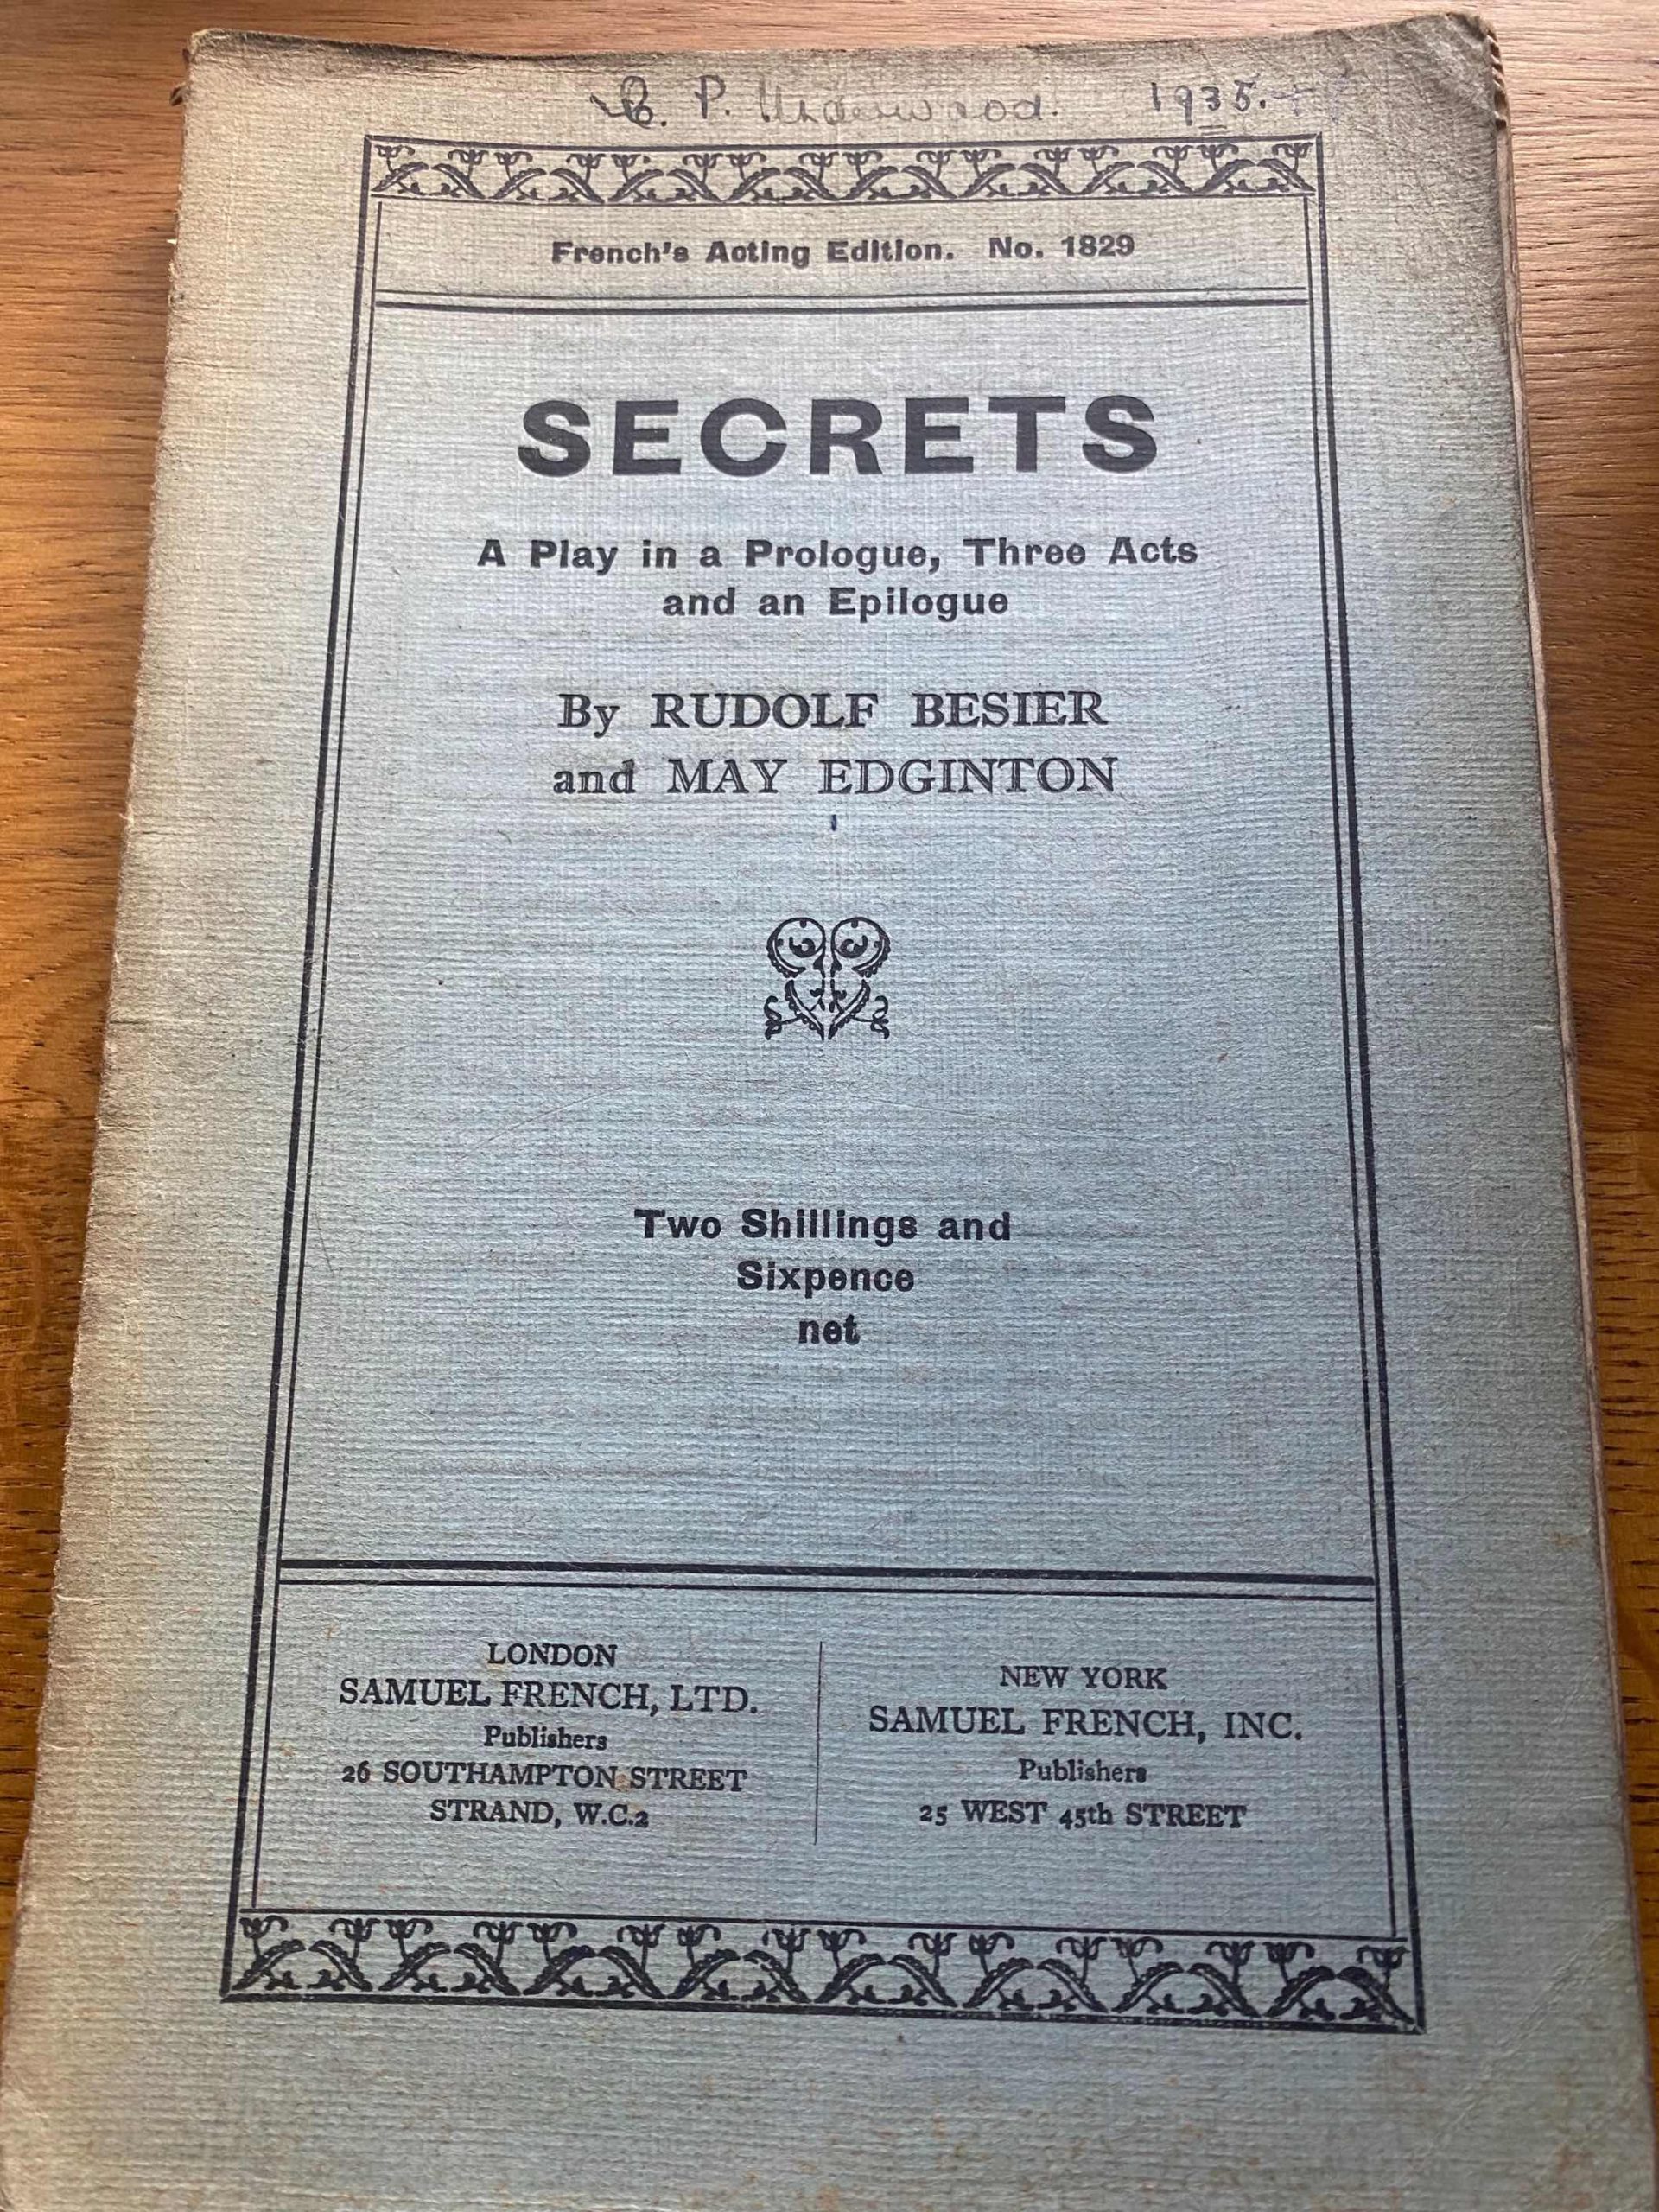 P. Underwood. 1935.
French's Acting Edition. No. 1829
SECRETS
A Play in a Prologue, Three Acts
and an Epilogue
By RUDOLF BESIER
and MAY EDGINTON
Two Shillings and
Sixpence
net
LONDON
SAMUEL FRENCH, LTD.
Publishers
26 SOUTHAMPTON STREET
STRAND, W.C.2
NEW YORK
SAMUEL FRENCH, INC.
Publishers
25 WEST 45th STREET